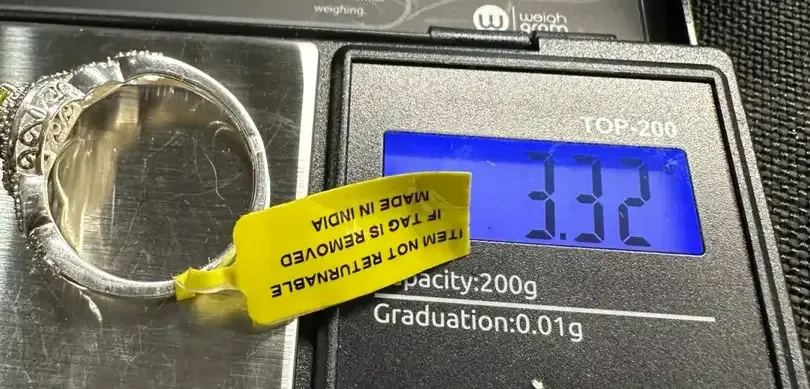 weighing.
weigh
gram
TOP-200
3.32
ITEM NOT RETURNABLE
IF TAG IS REMOVED
MADE IN INDIA
pacity:200g
Graduation:0.01g